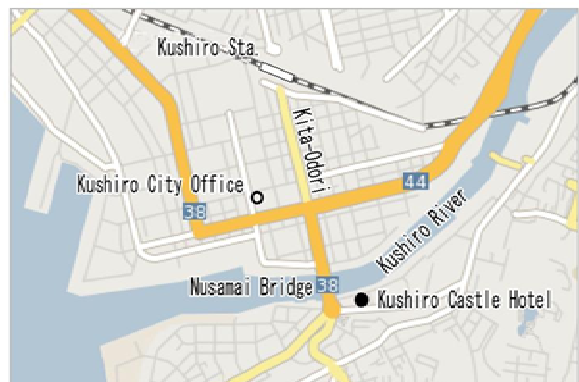 Kushiro Sta.
Kita-Odori
Kushiro City Office
44
38
Kushiro River
Nusamai Bridge 38
Kushiro Castle Hotel